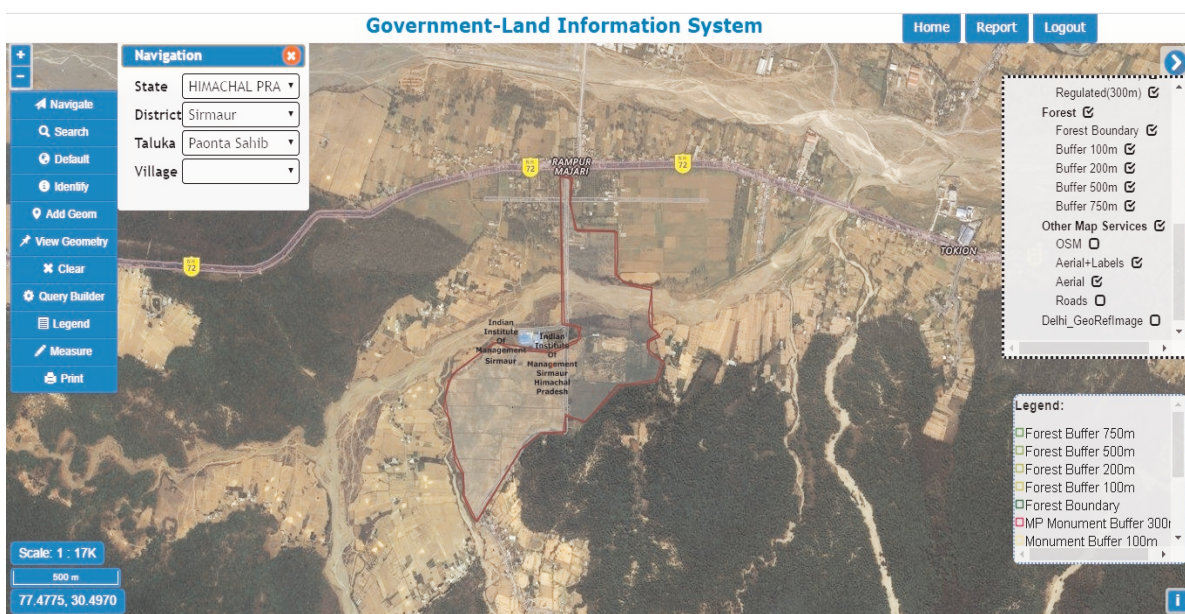 Government-Land Information System
Home
Report
Logout
+
-
Navigation
State HIMACHAL PRA
District Sirmaur
Taluka Paonta Sahib
Village
Navigate
Search
Default
Identify
Add Geom
View Geometry
Clear
Query Builder
Legend
Measure
Print
Regulated(300m)
Forest
Forest Boundary
Buffer 100m
Buffer 200m
Buffer 500m
Buffer 750m
Other Map Services
OSM
Aerial+Labels
Aerial
Roads
Delhi_GeoRefImage
N.H.
72
RAMPUR
MAJARI
N.H.
72
TOKION
N.H.
72
Indian
Institute
Of
Management
Sirmaur
Indian
Institute
Of
Management
Sirmaur
Himachal
Pradesh
Legend:
Forest Buffer 750m
Forest Buffer 500m
Forest Buffer 200m
Forest Buffer 100m
Forest Boundary
MP Monument Buffer 300m
Monument Buffer 100m
Scale: 1 : 17K
500 m
77.4775, 30.4970
i